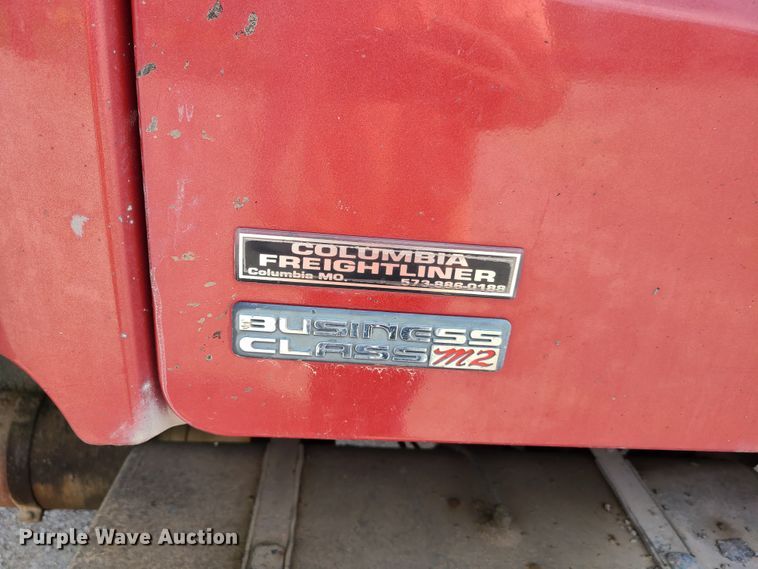 COLUMBIA
FREIGHTLINER
Columbia MO. 573-886-0188
BUSINESS
CLASS M2
Purple Wave Auction